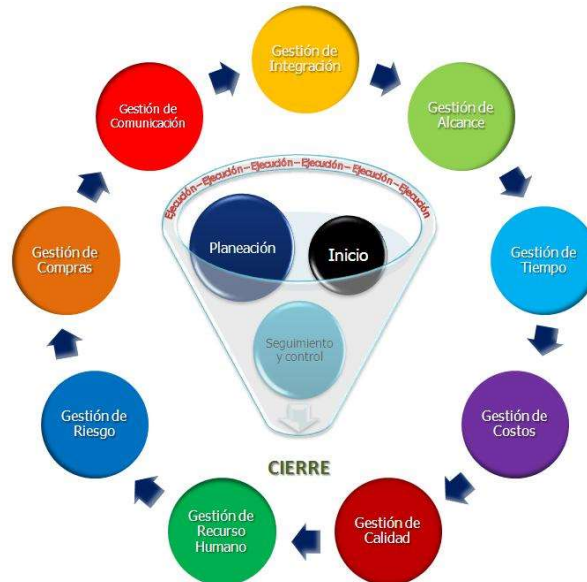 Gestión de
Integración
Gestión de
Alcance
Gestión de
Tiempo
Gestión de
Costos
Gestión de
Calidad
Gestión de
Recurso
Humano
Gestión de
Riesgo
Gestión de
Compras
Gestión de
Comunicación
Ejecución – Ejecución – Ejecución – Ejecución – Ejecución – Ejecución – Ejecución
Planeación
Inicio
Seguimiento
y control
CIERRE